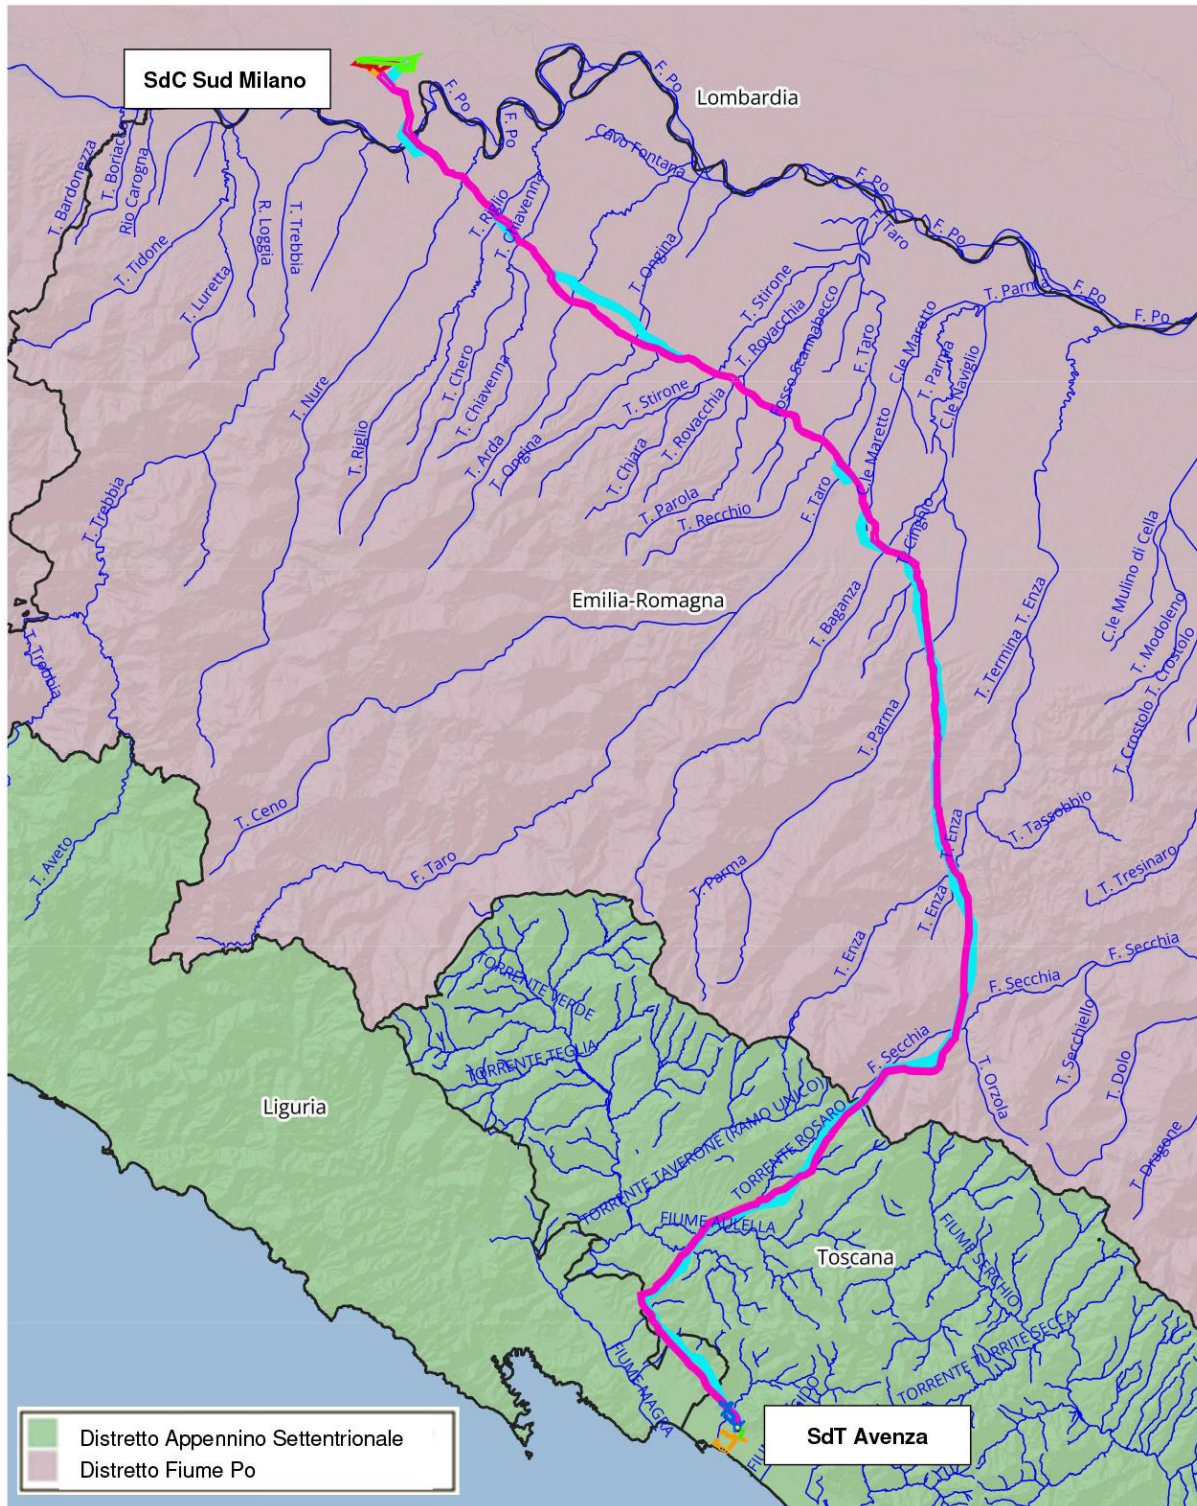 SdC Sud Milano
F. Po
F. Po
F. Po
Lombardia
Cavo Fontana
T. Bardonezza
T. Boriacco
Rio Carogna
R. Loggia
T. Trebbia
T. Riglio
T. Chiavenna
F. Po
F. Taro
F. Po
T. Tidone
T. Luretta
T. Ongina
T. Stirone
T. Parma
F. Po
F. Po
T. Rovacchia
Fosso Scannabecco
F. Taro
C.le Maretto
T. Parma
C.le Naviglio
T. Nure
T. Chero
T. Chiavenna
T. Stirone
T. Riglio
T. Arda
T. Ongina
T. Chiara
T. Rovacchia
C.le Maretto
T. Trebbia
T. Parola
T. Recchio
F. Taro
T. Cinghio
C.le Mulino di Cella
Emilia-Romagna
T. Baganza
T. Termina
T. Enza
T. Modoleno
T. Trebbia
T. Crostolo
T. Crostolo
T. Parma
T. Ceno
T. Enza
T. Tassobbio
T. Aveto
F. Taro
T. Parma
T. Enza
T. Tresinaro
T. Enza
F. Secchia
F. Secchia
TORRENTE VERDE
TORRENTE TEGLIA
F. Secchia
T. Secchiello
T. Dolo
T. Orzola
Liguria
TORRENTE TAVERONE (RAMO UNICO)
TORRENTE ROSARO
T. Dragone
FIUME AULELLA
Toscana
FIUME SERCHIO
TORRENTE TURRITE SECCA
FIUME MAGRA
SdT Avenza
Distretto Appennino Settentrionale
Distretto Fiume Po